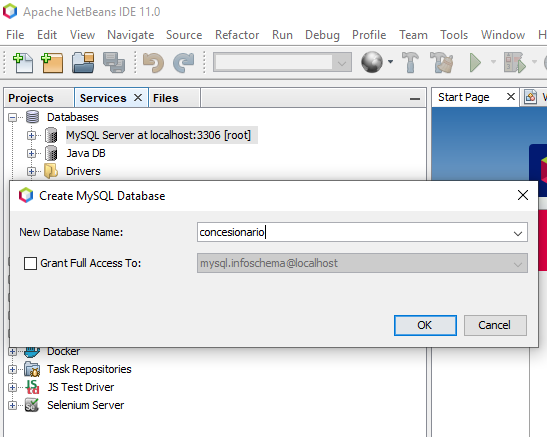 Apache NetBeans IDE 11.0
File Edit View Navigate Source Refactor Run Debug Profile Team Tools Window
Projects Services Files Start Page
Databases
MySQL Server at localhost:3306 [root]
Java DB
Drivers
Create MySQL Database
New Database Name: concesionario
Grant Full Access To: mysql.infoschema@localhost
OK Cancel
Docker
Task Repositories
JS Test Driver
Selenium Server